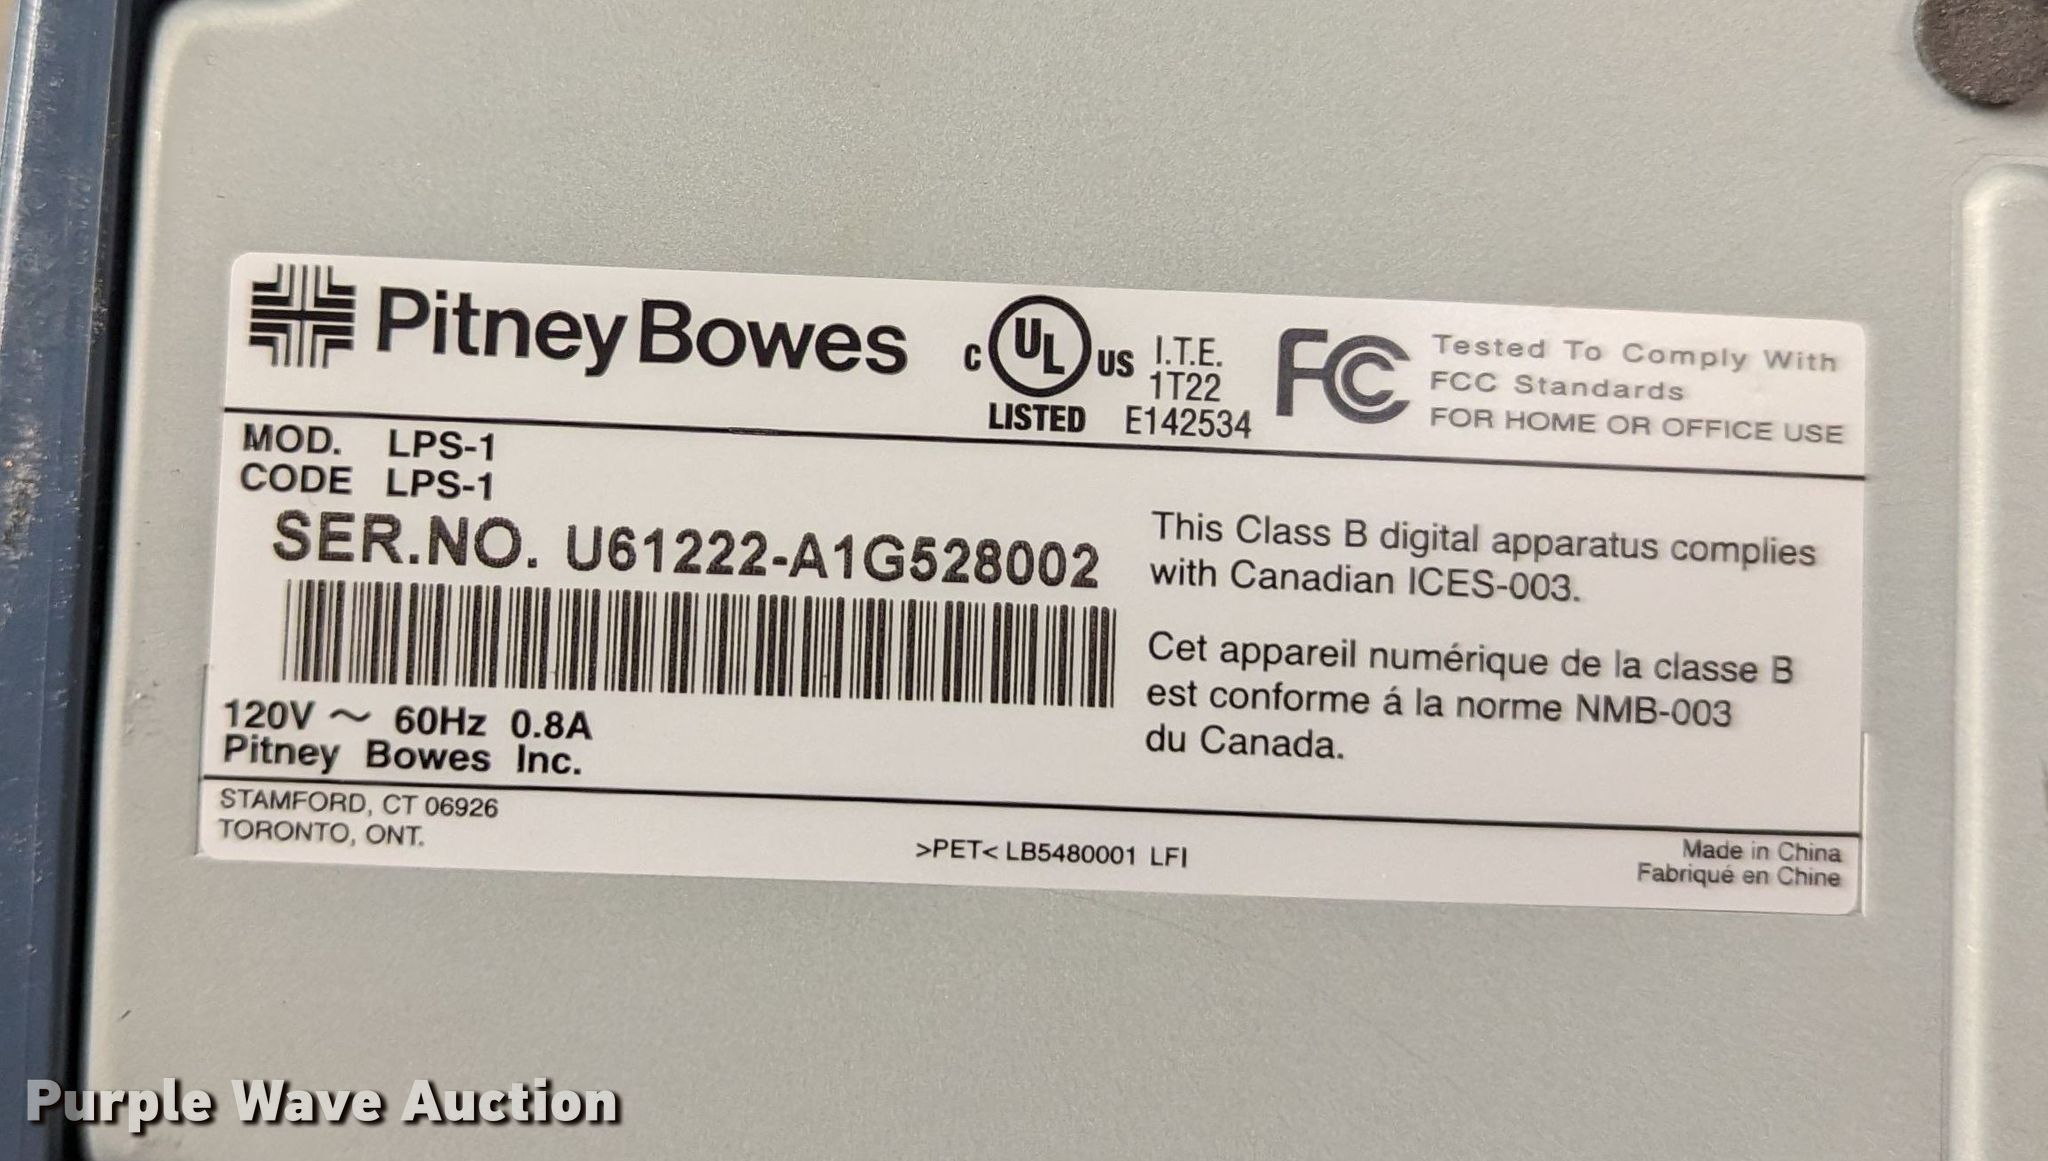 Pitney Bowes
C UL US
LISTED
I.T.E.
1T22
E142534
FC
Tested To Comply With
FCC Standards
FOR HOME OR OFFICE USE
MOD. LPS-1
CODE LPS-1
SER.NO. U61222-A1G528002
This Class B digital apparatus complies
with Canadian ICES-003.
Cet appareil numérique de la classe B
est conforme á la norme NMB-003
du Canada.
120V ~ 60Hz 0.8A
Pitney Bowes Inc.
STAMFORD, CT 06926
TORONTO, ONT.
>PET< LB5480001 LFI
Made in China
Fabriqué en Chine
Purple Wave Auction